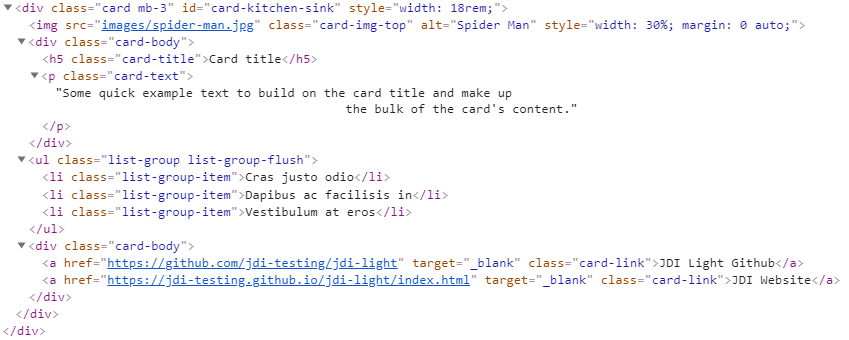 ▼<div class="card mb-3" id="card-kitchen-sink" style="width: 18rem;">
<img src="images/spider-man.jpg" class="card-img-top" alt="Spider Man" style="width: 30%; margin: 0 auto;">
▼<div class="card-body">
<h5 class="card-title">Card title</h5>
▼<p class="card-text">
"Some quick example text to build on the card title and make up
the bulk of the card's content."
</p>
</div>
▼<ul class="list-group list-group-flush">
<li class="list-group-item">Cras justo odio</li>
<li class="list-group-item">Dapibus ac facilisis in</li>
<li class="list-group-item">Vestibulum at eros</li>
</ul>
▼<div class="card-body">
<a href="https://github.com/jdi-testing/jdi-light" target="_blank" class="card-link">JDI Light Github</a>
<a href="https://jdi-testing.github.io/jdi-light/index.html" target="_blank" class="card-link">JDI Website</a>
</div>
</div>
</div>